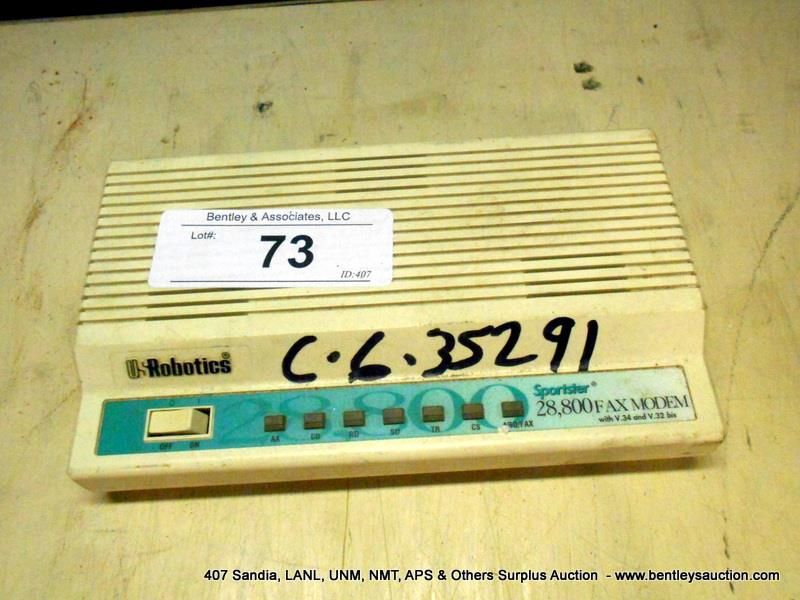 Bentley & Associates, LLC
Lot#:
73
ID:407
USRobotics®
C.6.35291
Sportster®
28,800 FAX MODEM
with V.34 and V.32 bis
28,800
O I
OFF ON
AA CD RD SD TR CS ARQ/FAX
407 Sandia, LANL, UNM, NMT, APS & Others Surplus Auction - www.bentleysauction.com